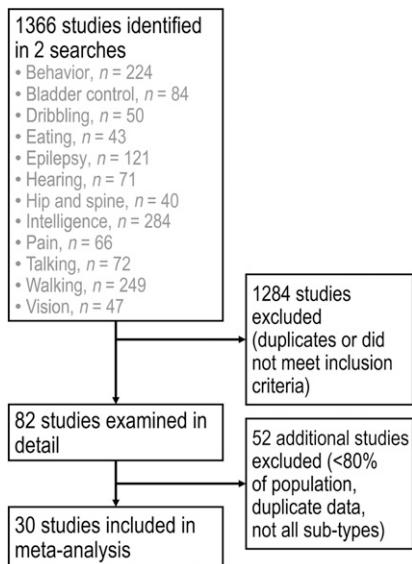 1366 studies identified
in 2 searches
• Behavior, n = 224
• Bladder control, n = 84
• Dribbling, n = 50
• Eating, n = 43
• Epilepsy, n = 121
• Hearing, n = 71
• Hip and spine, n = 40
• Intelligence, n = 284
• Pain, n = 66
• Talking, n = 72
• Walking, n = 249
• Vision, n = 47
1284 studies
excluded
(duplicates or did
not meet inclusion
criteria)
82 studies examined in
detail
52 additional studies
excluded (<80%
of population,
duplicate data,
not all sub-types)
30 studies included in
meta-analysis